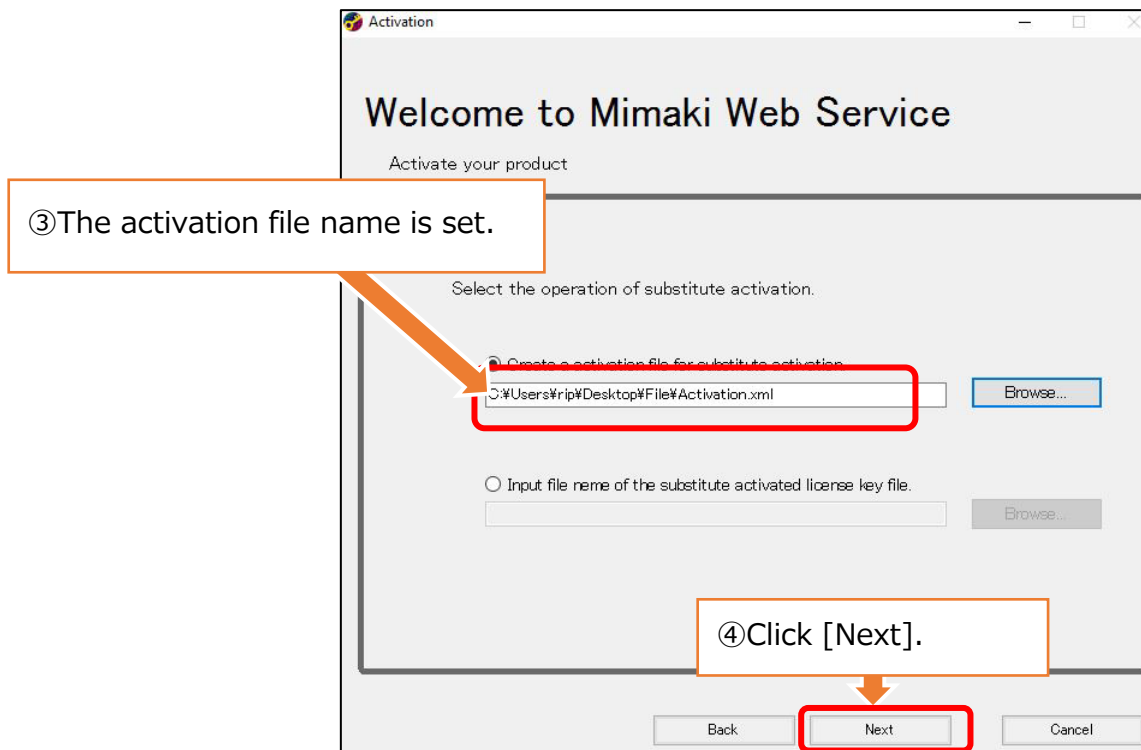 Activation
Welcome to Mimaki Web Service
Activate your product
③The activation file name is set.
Select the operation of substitute activation.
Create a activation file for substitute activation
C:¥Users¥rip¥Desktop¥File¥Activation.xml
Browse...
Input file neme of the substitute activated license key file.
Browse...
④Click [Next].
Back
Next
Cancel